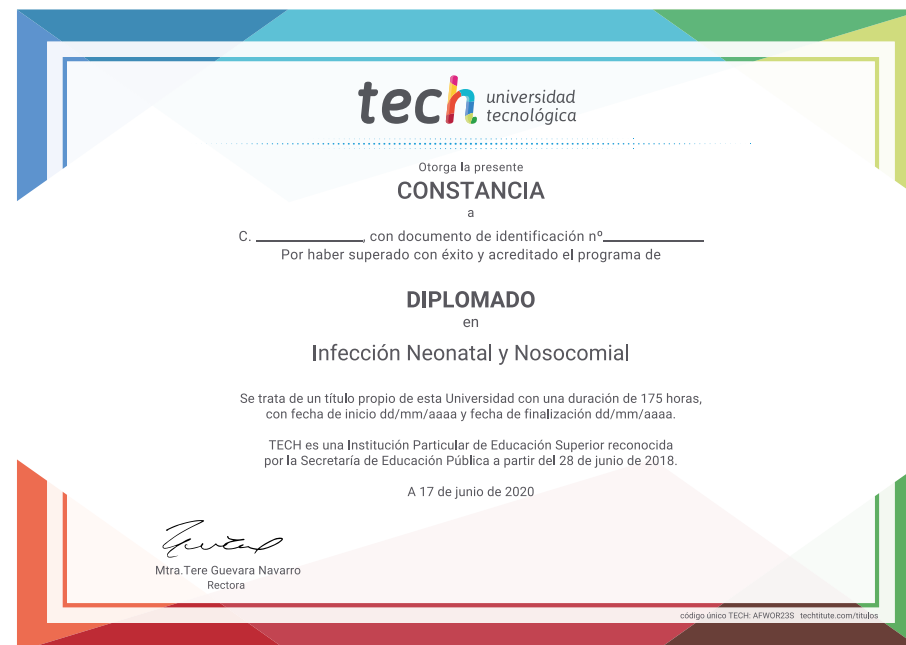 tech universidad
tecnológica
Otorga la presente
CONSTANCIA
a
C. ____________, con documento de identificación nº____________
Por haber superado con éxito y acreditado el programa de
DIPLOMADO
en
Infección Neonatal y Nosocomial
Se trata de un título propio de esta Universidad con una duración de 175 horas,
con fecha de inicio dd/mm/aaaa y fecha de finalización dd/mm/aaaa.
TECH es una Institución Particular de Educación Superior reconocida
por la Secretaría de Educación Pública a partir del 28 de junio de 2018.
A 17 de junio de 2020
Mtra.Tere Guevara Navarro
Rectora
código único TECH: AFWOR23S techtitute.com/titulos